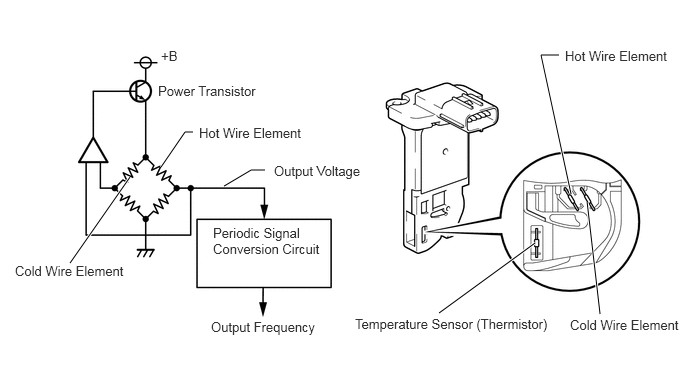 +B
Power Transistor
Hot Wire Element
Output Voltage
Periodic Signal
Conversion Circuit
Cold Wire Element
Output Frequency
Hot Wire Element
Temperature Sensor (Thermistor)
Cold Wire Element